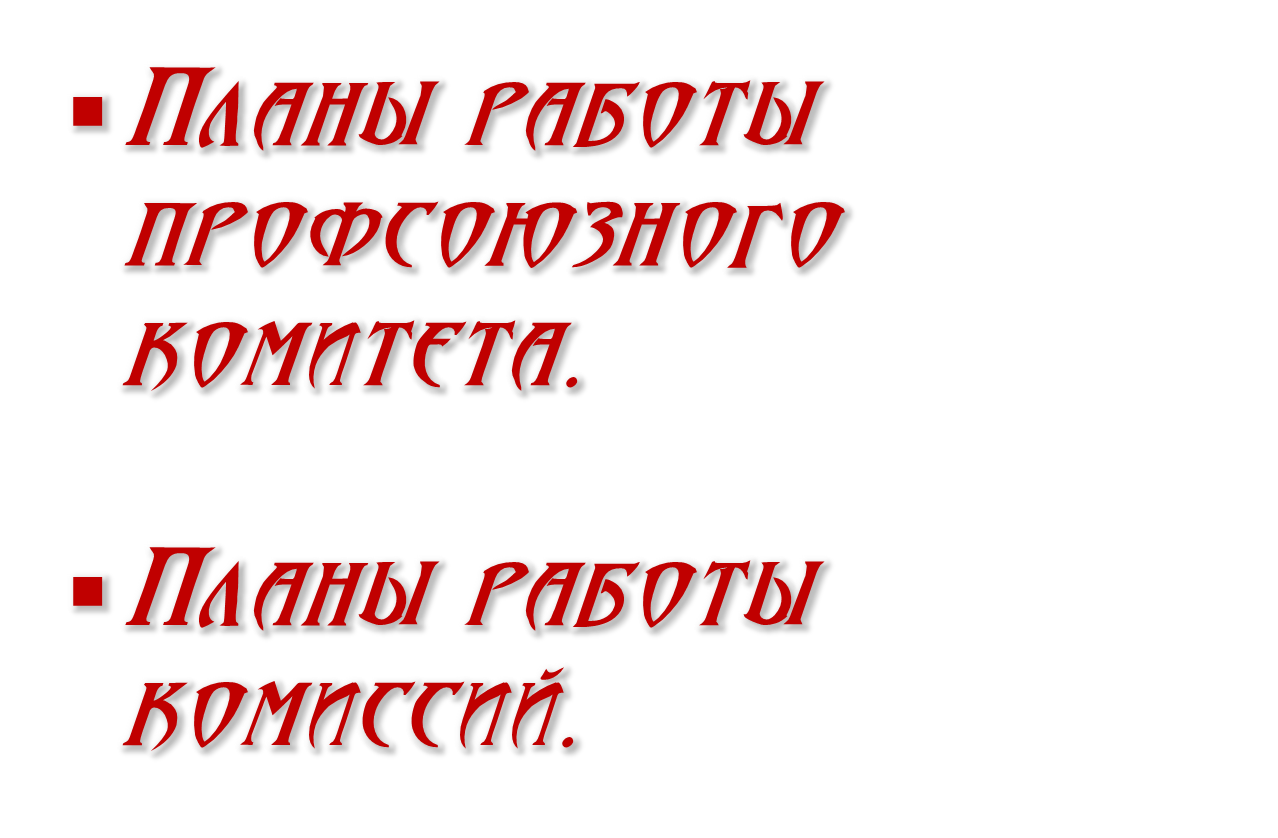 ▪ Планы работы
профсоюзного
комитета.
▪ Планы работы
комиссий.